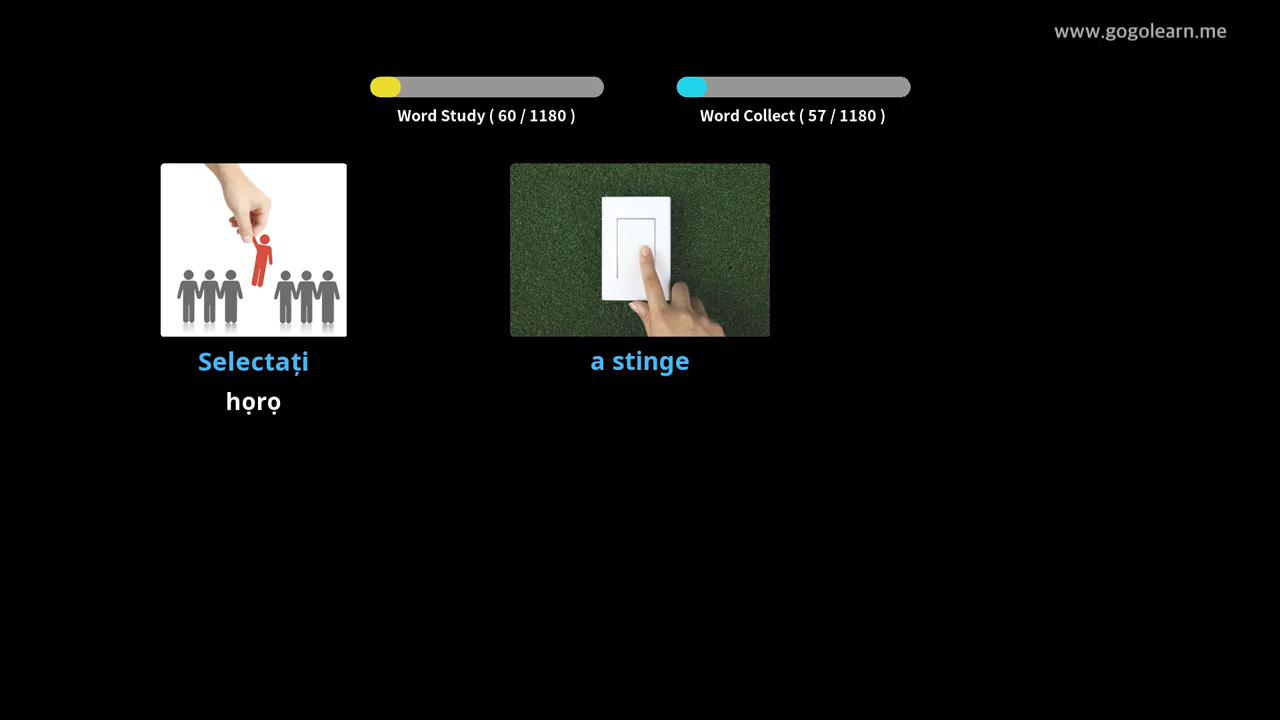 www.gogolearn.me
Word Study ( 60 / 1180 )
Word Collect ( 57 / 1180 )
Selectați
a stinge
họrọ